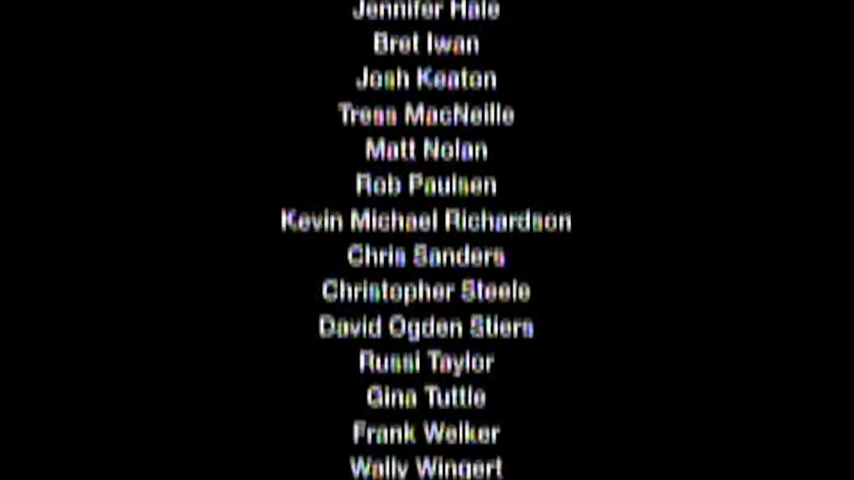 Jennifer Hale
Bret Iwan
Josh Keaton
Tress MacNeille
Matt Nolan
Rob Paulsen
Kevin Michael Richardson
Chris Sanders
Christopher Steele
David Ogden Stiers
Russi Taylor
Gina Tuttle
Frank Welker
Wally Wingert